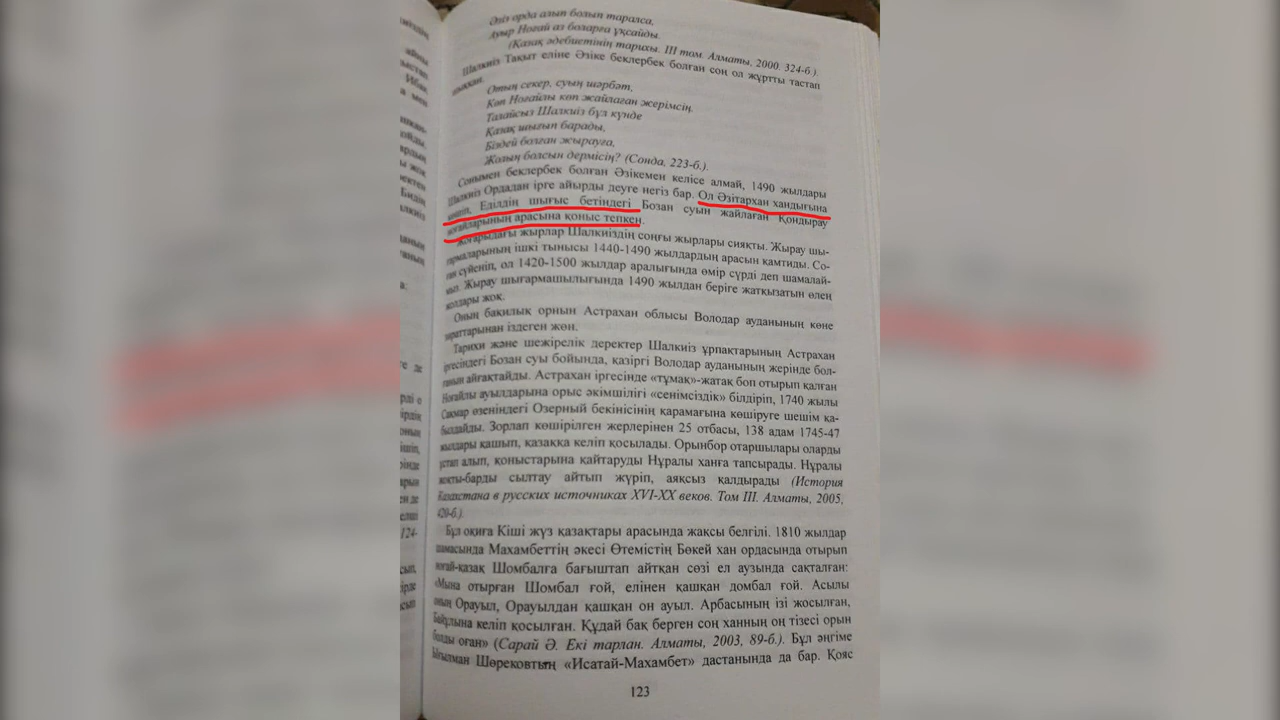 Әзіз орда азып болып таралса,
Ауыр Ноғай аз боларға ұқсайды.
(Қазақ әдебиетінің тарихы. III том. Алматы, 2000. 324-б.)
Шалкиіз Тақыт еліне Әзіке беклербек болған соң ол жұртты тастап
шыққан.
Отың секер, суың шәрбәт,
Көп Ноғайлы көп жайлаған жерімсің.
Талайсыз Шалкиіз бұл күнде
Қазақ шығып барады,
Біздей болған жырауға,
Жолың болсын дермісің? (Сонда, 223-б.).
Сонымен беклербек болған Әзікемен келісе алмай, 1490 жылдары
Шалкиіз Ордадан ірге айырды деуге негіз бар. Ол Әзітархан хандығына
көшіп, Еділдің шығыс бетіндегі Бозан суын жайлаған Қондырау
ноғайларының арасына қоныс тепкен.
Жоғарыдағы жырлар Шалкиіздің соңғы жырлары сияқты. Жырау шы-
ғармаларының ішкі тынысы 1440-1490 жылдардың арасын қамтиды. Со-
ған сүйеніп, ол 1420-1500 жылдар аралығында өмір сүрді деп шамалай-
мыз. Жырау шығармашылығында 1490 жылдан беріге жатқызатын өлең
жолдары жоқ.
Оның бақилық орнын Астрахан облысы Володар ауданының көне
зираттарынан іздеген жөн.
Тарихи және шежірелік деректер Шалкиіз ұрпақтарының Астрахан
іргесіндегі Бозан суы бойында, қазіргі Володар ауданының жерінде бол-
ғанын айғақтайды. Астрахан іргесінде «тұмақ»-жатақ боп отырып қалған
Ноғайлы ауылдарына орыс әкімшілігі «сенімсіздік» білдіріп, 1740 жылы
Сакмар өзеніндегі Озерный бекінісінің қарамағына көшіруге шешім қа-
былдайды. Зорлап көшірілген жерлерінен 25 отбасы, 138 адам 1745-47
жылдары қашып, қазаққа келіп қосылады. Орынбор отаршылары оларды
ұстап алып, қоныстарына қайтаруды Нұралы ханға тапсырады. Нұралы
жоқты-барды сылтау айтып жүріп, аяқсыз қалдырады (История
Казахстана в русских источниках XVI-XX веков. Том III. Алматы, 2005,
420-б.).
Бұл оқиға Кіші жүз қазақтары арасында жақсы белгілі. 1810 жылдар
шамасында Махамбеттің әкесі Өтемістің Бөкей хан ордасында отырып
ноғай-қазақ Шомбалға бағыштап айтқан сөзі ел аузында сақталған:
«Мына отырған Шомбал ғой, елінен қашқан домбал ғой. Асылы
оның Орауыл, Орауылдан қашқан он ауыл. Арбасының ізі жосылған,
Байұлына келіп қосылған. Құдай бақ берген соң ханның оң тізесі орын
болды оған» (Сарай Ә. Екі тарлан. Алматы, 2003, 89-б.). Бұл әңгіме
Ығылман Шөрековтың «Исатай-Махамбет» дастанында да бар. Қояс
123